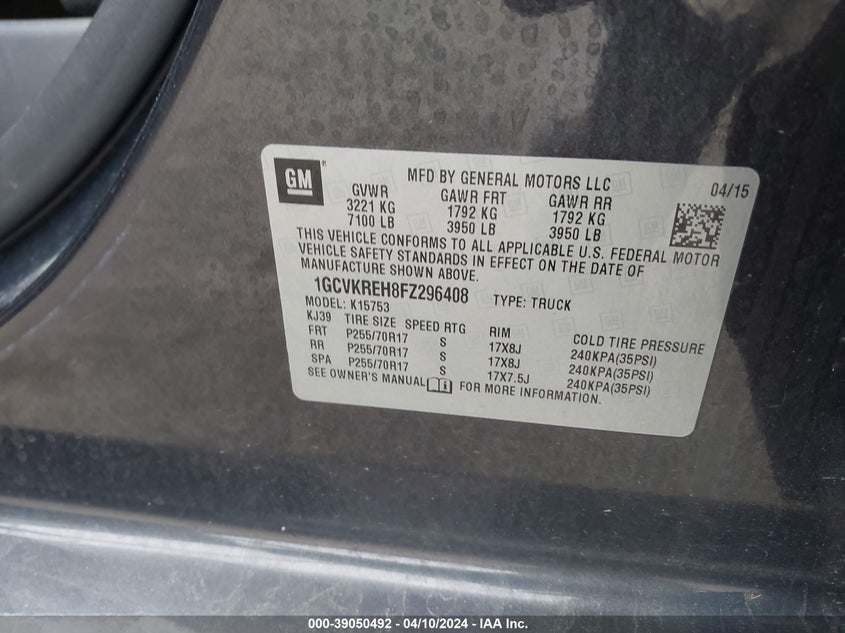 GM
MFD BY GENERAL MOTORS LLC
04/15
GVWR GAWR FRT GAWR RR
3221 KG 1792 KG 1792 KG
7100 LB 3950 LB 3950 LB
THIS VEHICLE CONFORMS TO ALL APPLICABLE U.S. FEDERAL MOTOR
VEHICLE SAFETY STANDARDS IN EFFECT ON THE DATE OF
MANUFACTURE SHOWN ABOVE.
1GCVKREH8FZ296408 TYPE: TRUCK
MODEL: K15753
KJ39 TIRE SIZE SPEED RTG RIM COLD TIRE PRESSURE
FRT P255/70R17 S 17X8J 240KPA(35PSI)
RR P255/70R17 S 17X8J 240KPA(35PSI)
SPA P255/70R17 S 17X7.5J 240KPA(35PSI)
SEE OWNER'S MANUAL FOR MORE INFORMATION.
000-39050492 - 04/10/2024 - IAA Inc.